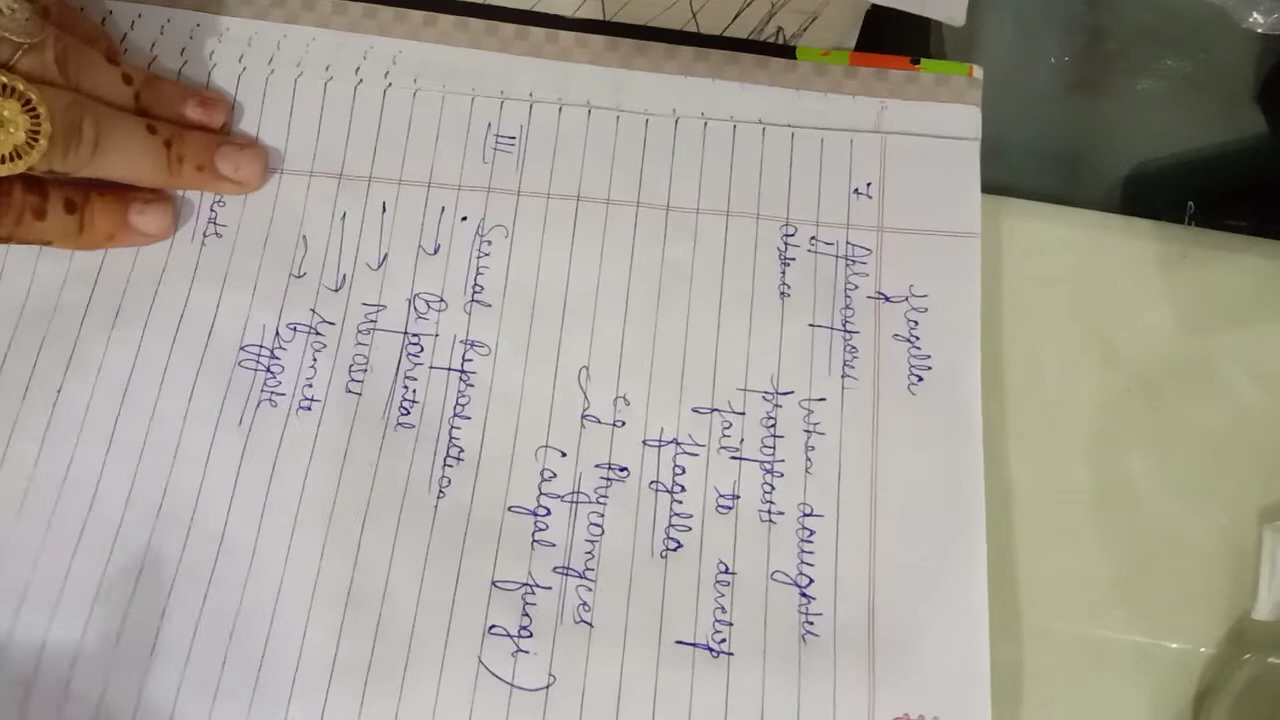 flagella
7 Aplanospores When daughter
absence of protoplasts
fail to develop
flagella
e.g Phycomyces
(algal fungi)
III Sexual Reproduction
→ Biparental
→ Meiosis
→ Gamete
→ zygote